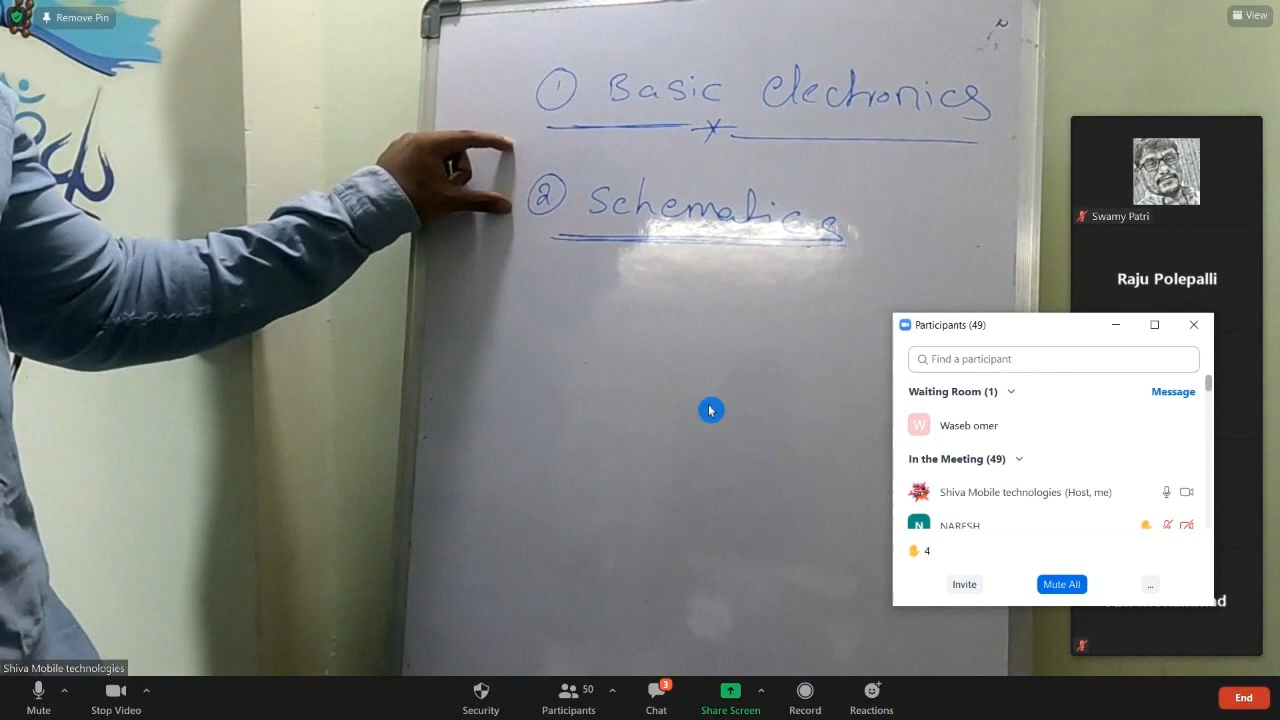 Remove Pin
View
① Basic Electronics
② Schematics
Swamy Patri
Raju Polepalli
Participants (49)
Find a participant
Waiting Room (1)
Message
W
Waseb omer
In the Meeting (49)
Shiva Mobile technologies (Host, me)
N
NARESH
4
Invite
Mute All
...
Shiva Mobile technologies
Mute
Stop Video
Security
50
Participants
3
Chat
Share Screen
Record
Reactions
End